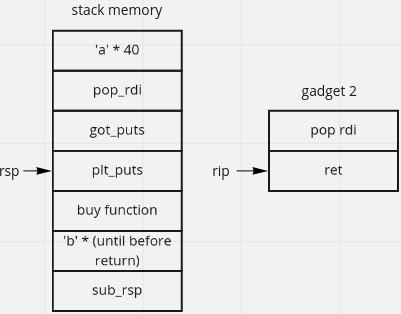 stack memory
'a' * 40
pop_rdi
gadget 2
got_puts
pop rdi
rsp
plt_puts
rip
ret
buy function
'b' * (until before
return)
sub_rsp